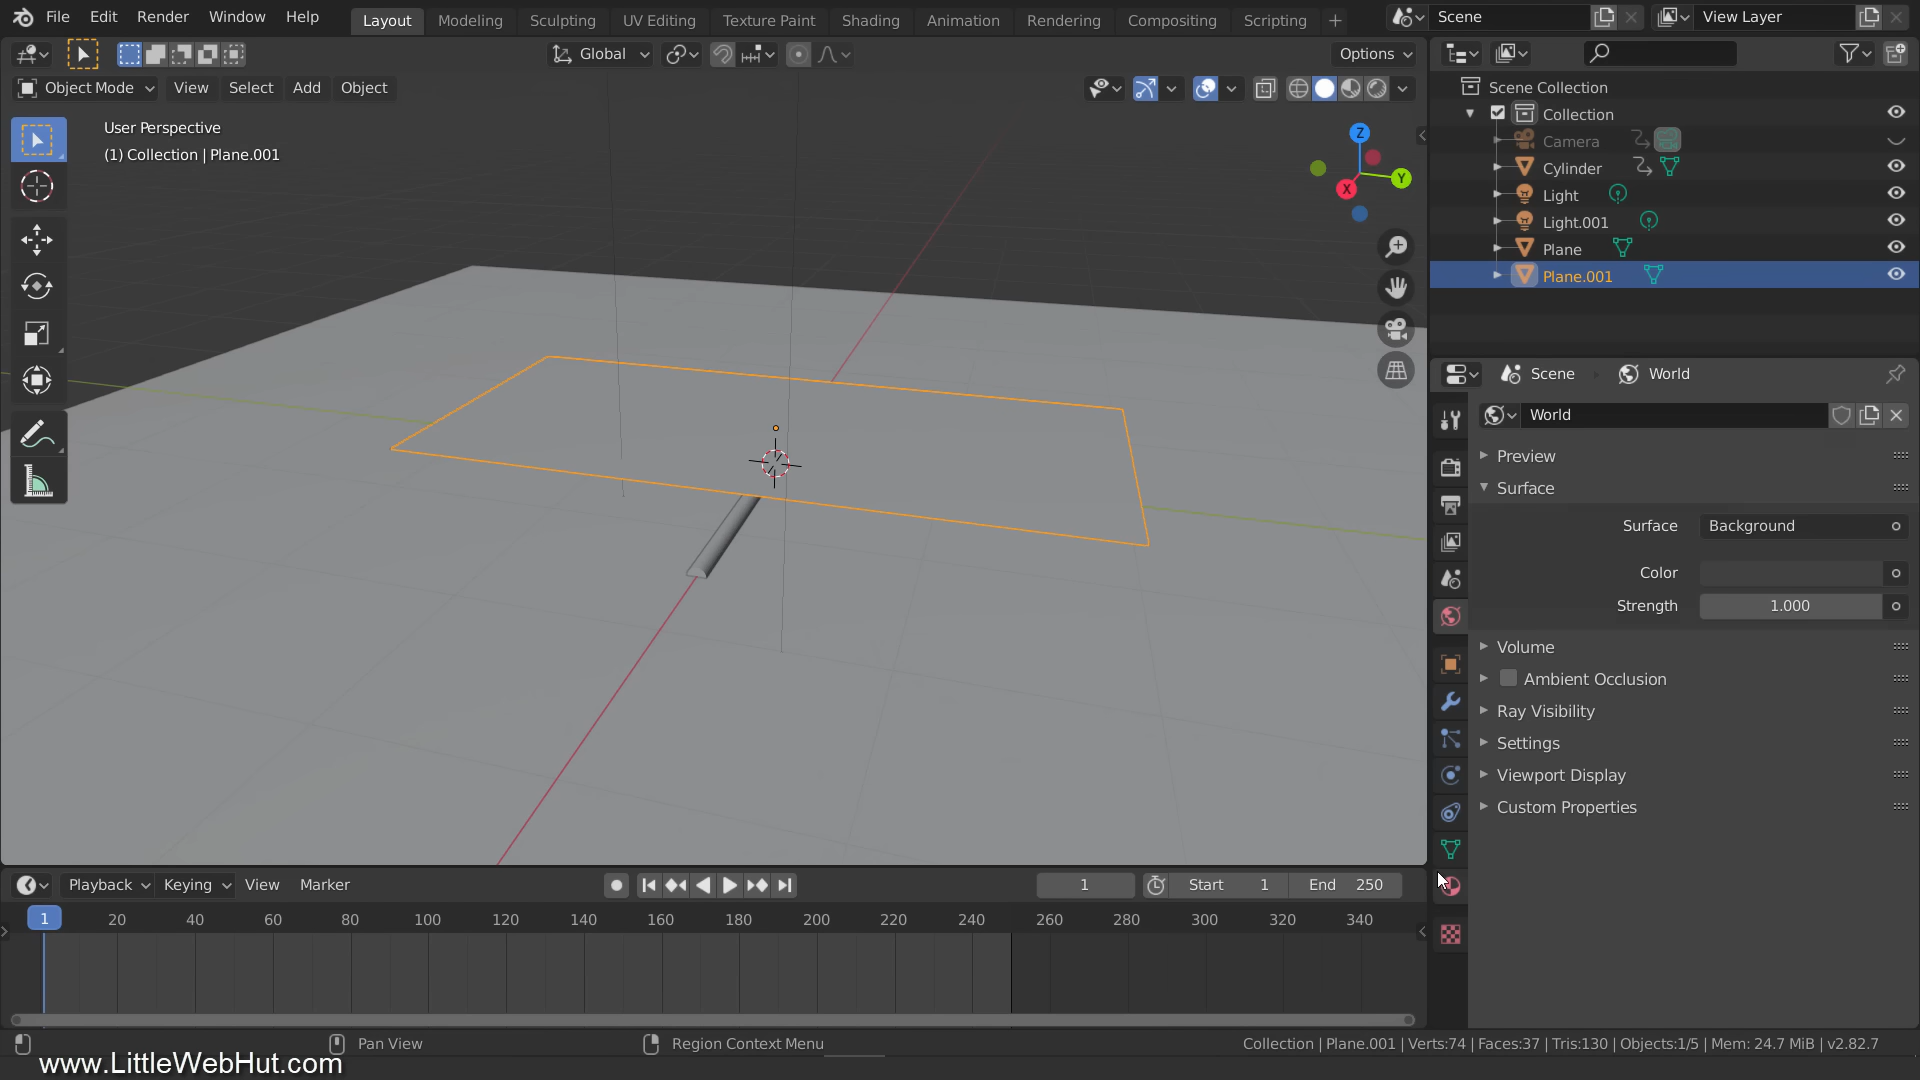 File Edit Render Window Help Layout Modeling Sculpting UV Editing Texture Paint Shading Animation Rendering Compositing Scripting + Scene View Layer
Global Options
Object Mode View Select Add Object
User Perspective
(1) Collection | Plane.001
Z
Y
X
Scene Collection
Collection
Camera
Cylinder
Light
Light.001
Plane
Plane.001
Scene World
World
Preview
Surface
Surface Background
Color
Strength 1.000
Volume
Ambient Occlusion
Ray Visibility
Settings
Viewport Display
Custom Properties
Playback Keying View Marker 1 Start 1 End 250
1 20 40 60 80 100 120 140 160 180 200 220 240 260 280 300 320 340
Pan View Region Context Menu Collection | Plane.001 | Verts:74 | Faces:37 | Tris:130 | Objects:1/5 | Mem: 24.7 MiB | v2.82.7
www.LittleWebHut.com